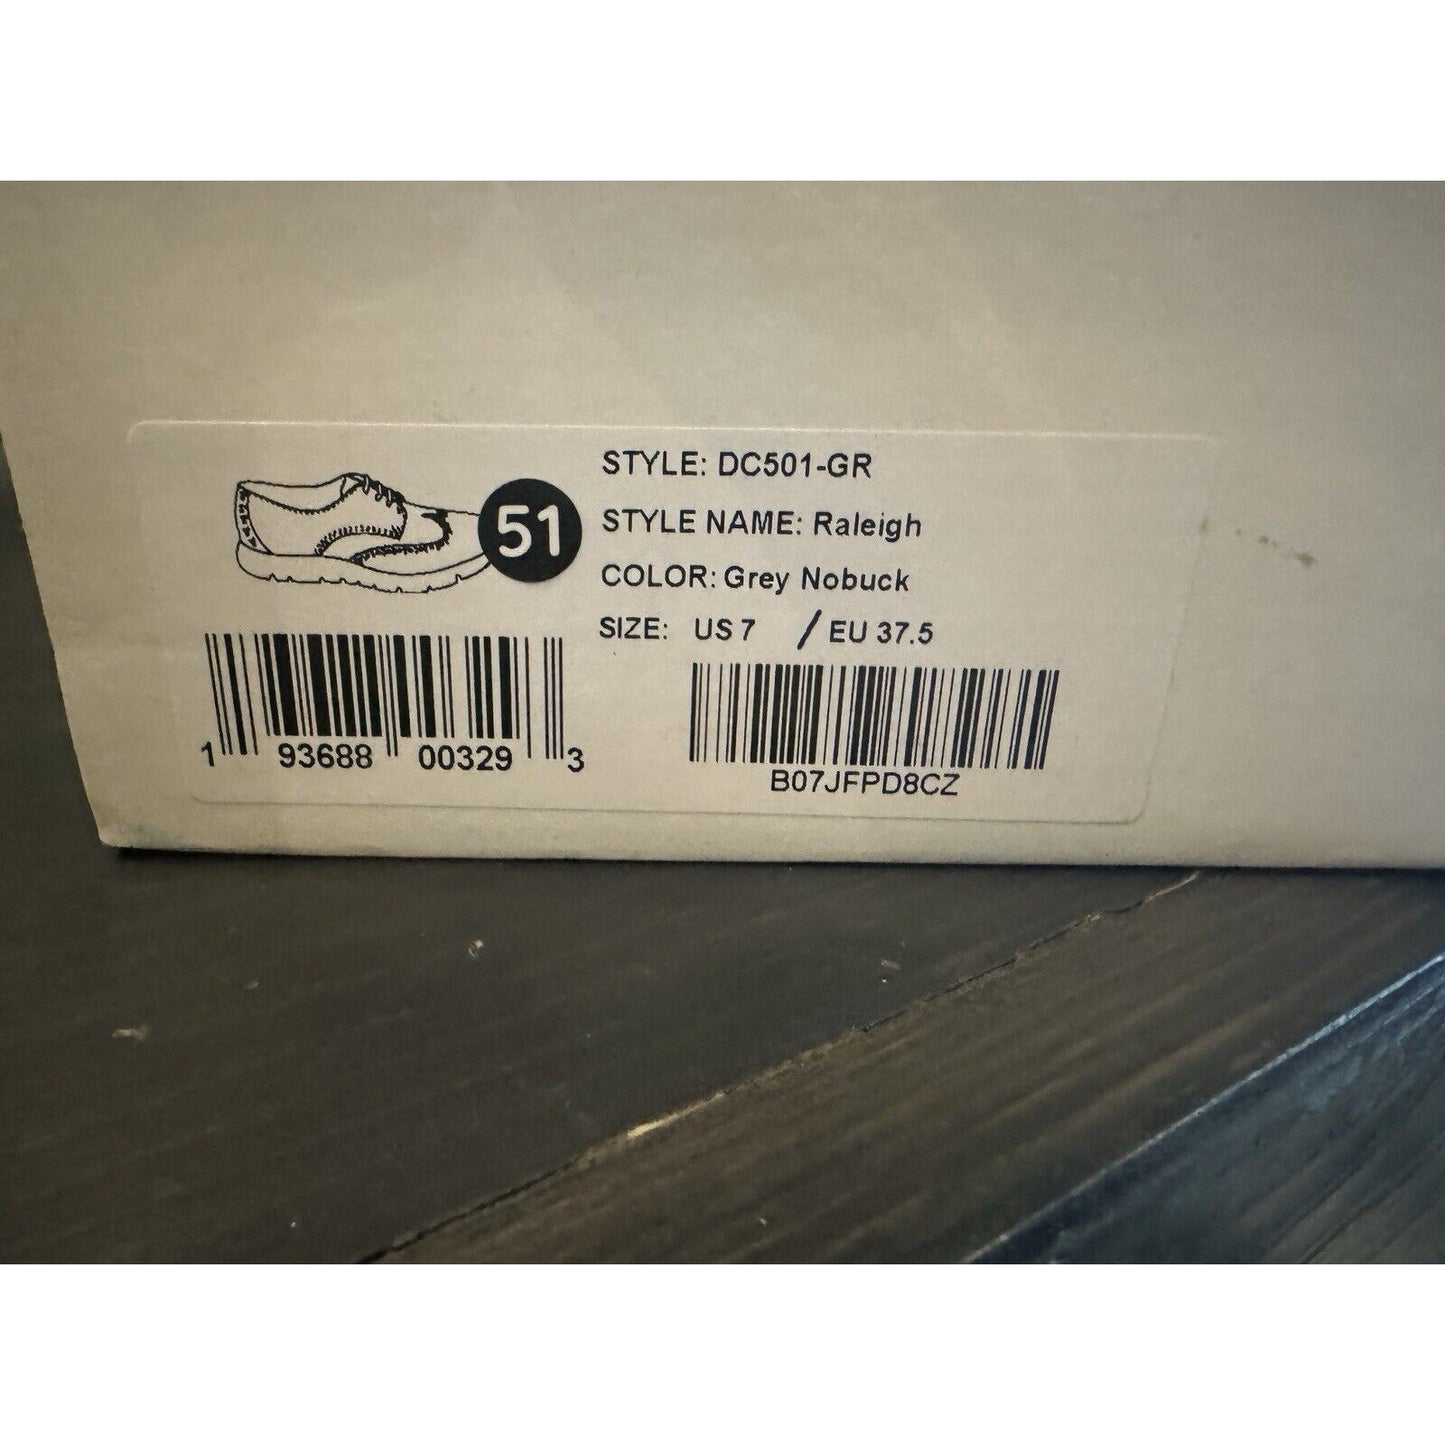 STYLE: DC501-GR
51
STYLE NAME: Raleigh
COLOR: Grey Nobuck
SIZE: US 7 / EU 37.5
1 93688 00329 3
B07JFPD8CZ